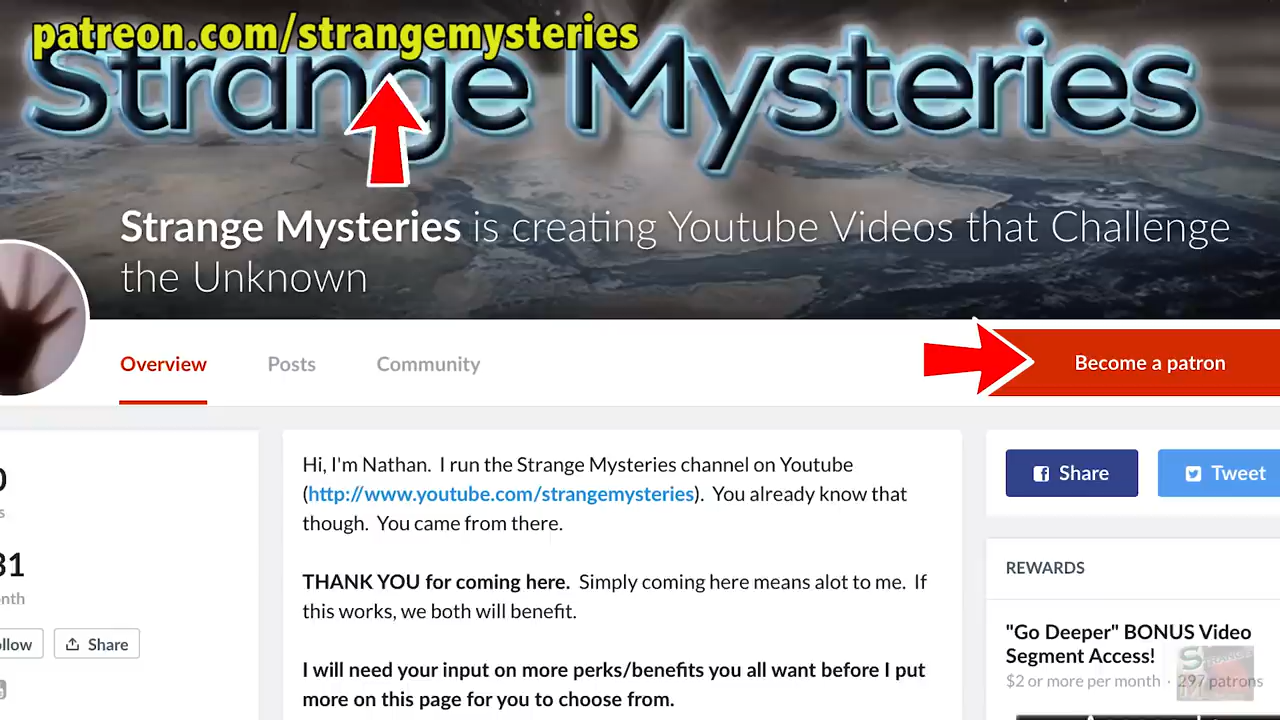 patreon.com/strangemysteries
Strange Mysteries
Strange Mysteries is creating Youtube Videos that Challenge
the Unknown
Overview Posts Community
Become a patron
Hi, I'm Nathan. I run the Strange Mysteries channel on Youtube
(http://www.youtube.com/strangemysteries). You already know that
though. You came from there.
THANK YOU for coming here. Simply coming here means alot to me. If
this works, we both will benefit.
I will need your input on more perks/benefits you all want before I put
more on this page for you to choose from.
Share
Share Tweet
REWARDS
"Go Deeper" BONUS Video
Segment Access!
$2 or more per month · 297 patrons